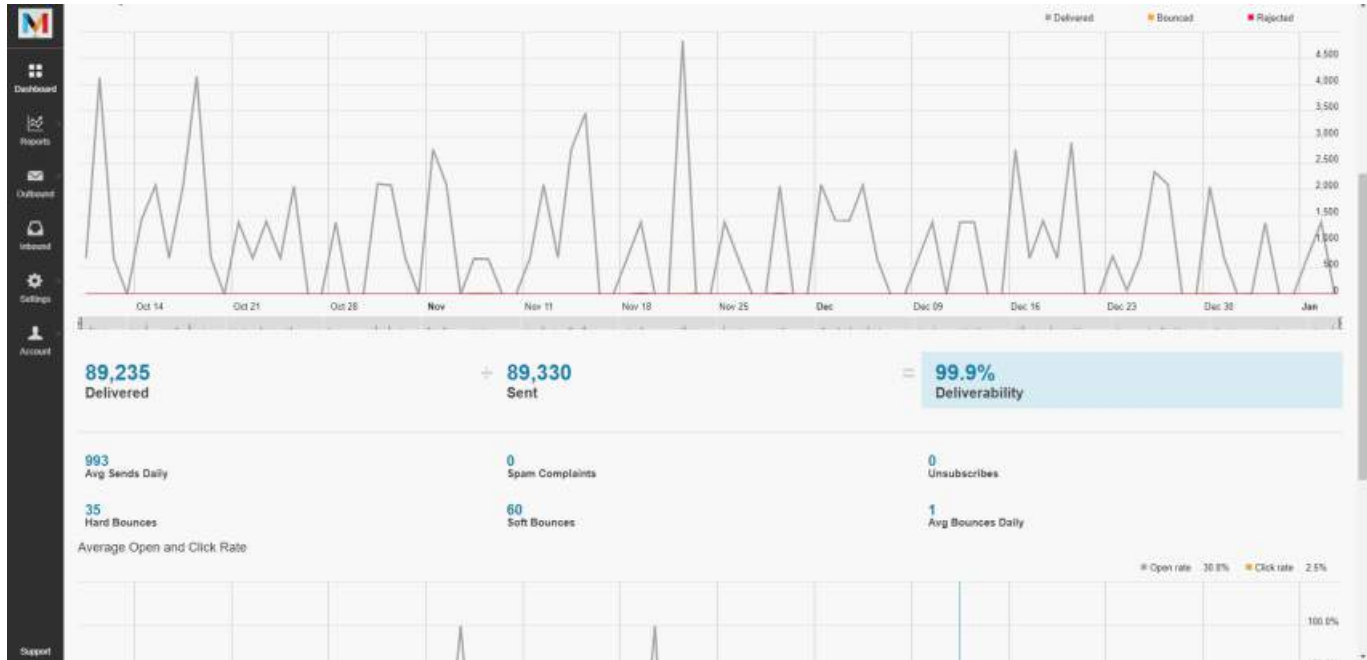 Delivered Bounced Rejected
Dashboard
Reports
Outbound
Inbound
Settings
Account
4,500
4,000
3,500
3,000
2,500
2,000
1,500
1,000
500
0
Oct 14 Oct 21 Oct 28 Nov Nov 11 Nov 18 Nov 25 Dec Dec 09 Dec 16 Dec 23 Dec 30 Jan
89,235 ÷ 89,330 = 99.9%
Delivered Sent Deliverability
993 0 0
Avg Sends Daily Spam Complaints Unsubscribes
35 60 1
Hard Bounces Soft Bounces Avg Bounces Daily
Average Open and Click Rate
Open rate 30.8% Click rate 2.5%
100.0%
Support